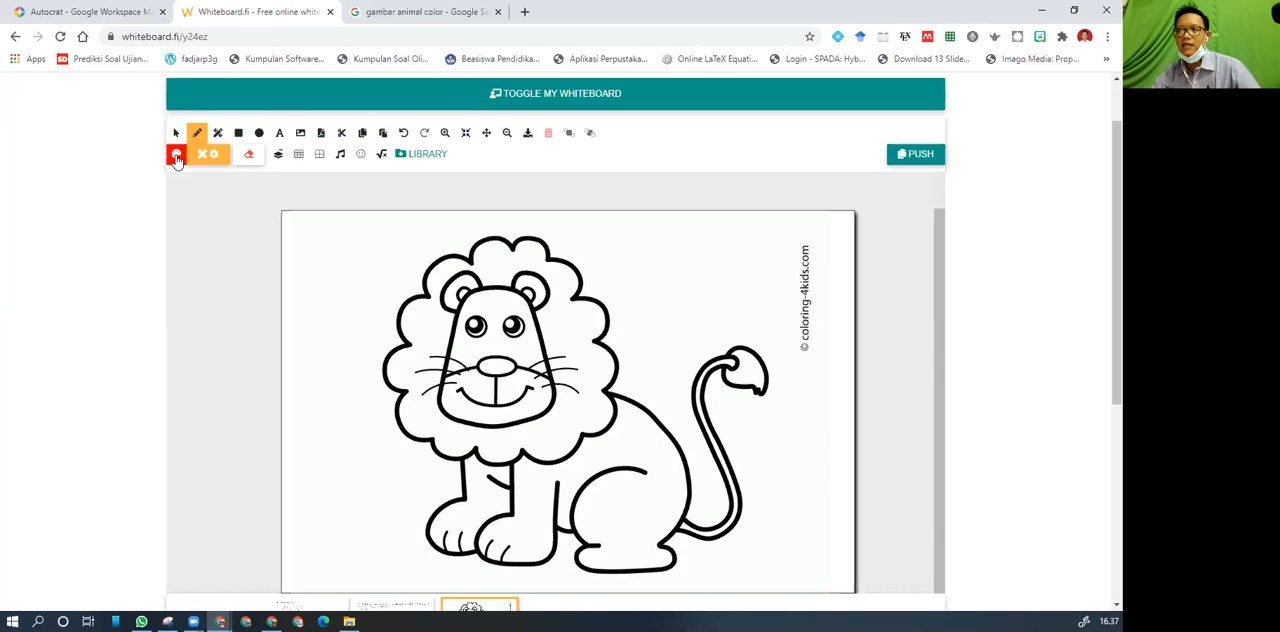 Autocrat - Google Workspace M
Whiteboard.fi - Free online white
gambar animal color - Google Se
whiteboard.fi/y24ez
Apps
Prediksi Soal Ujian...
fadjarp3g
Kumpulan Software...
Kumpulan Soal Oli...
Beasiswa Pendidika...
Aplikasi Perpustaka...
Online LaTeX Equati...
Login - SPADA: Hyb...
Download 13 Slide...
Imago Media: Prop...
»
TOGGLE MY WHITEBOARD
LIBRARY
PUSH
© coloring-4kids.com
16.37